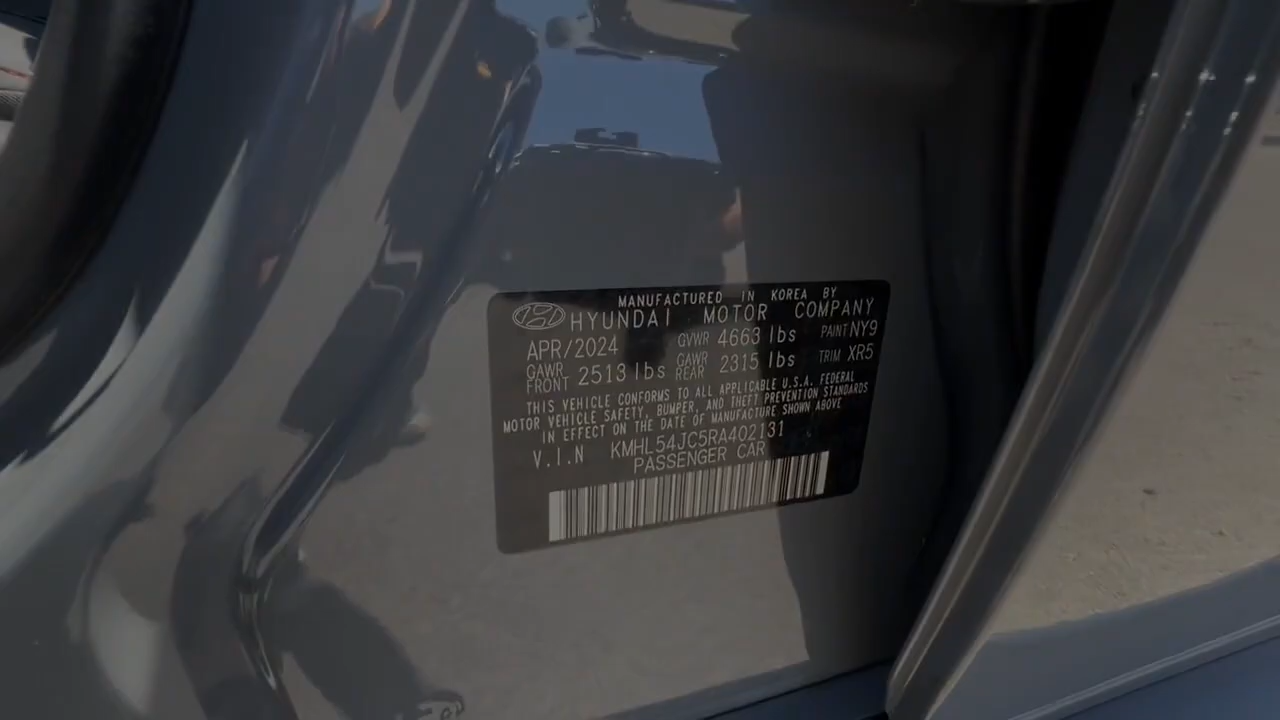 MANUFACTURED IN KOREA BY
HYUNDAI MOTOR COMPANY
APR/2024 GVWR 4663 lbs PAINT NY9
GAWR FRONT 2513 lbs GAWR REAR 2315 lbs TRIM XR5
THIS VEHICLE CONFORMS TO ALL APPLICABLE U.S.A. FEDERAL
MOTOR VEHICLE SAFETY, BUMPER, AND THEFT PREVENTION STANDARDS
IN EFFECT ON THE DATE OF MANUFACTURE SHOWN ABOVE
V.I.N KMHL54JC5RA402131
PASSENGER CAR